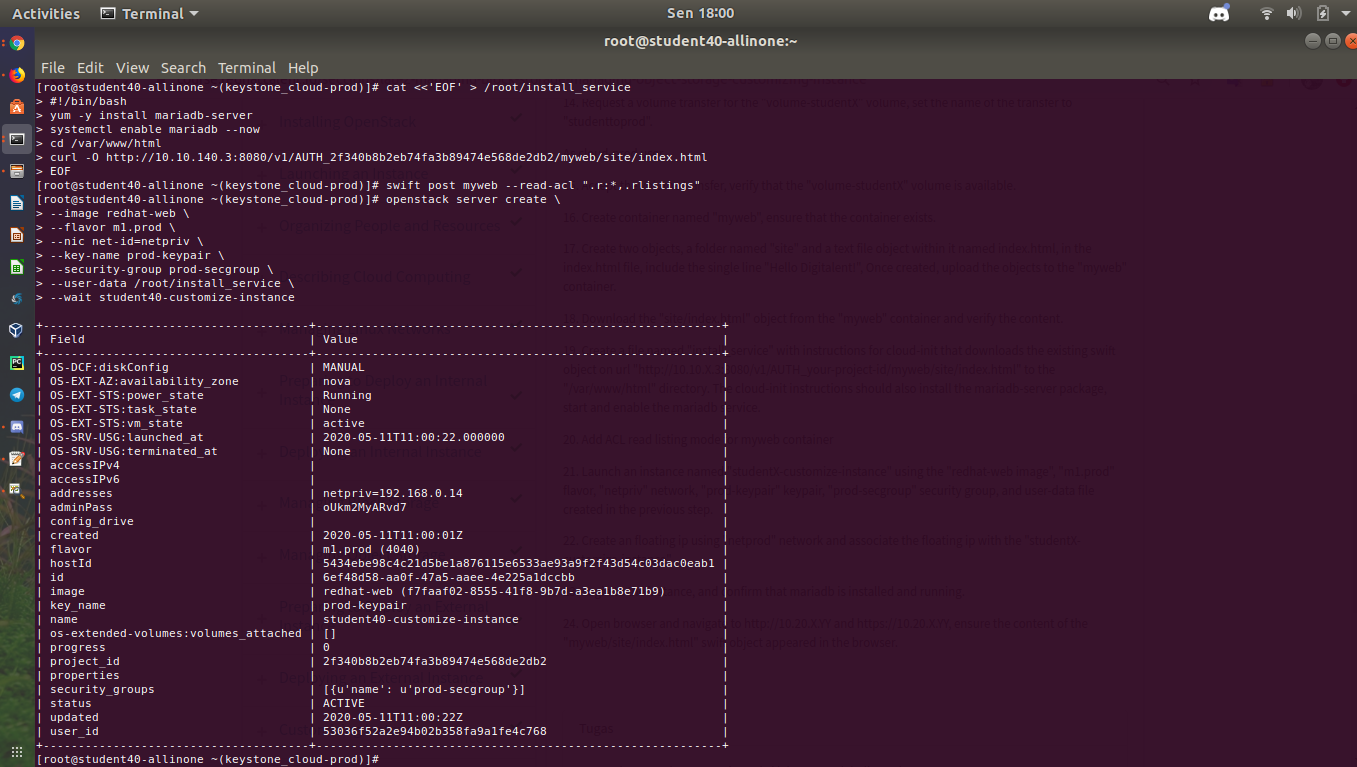 Activities Terminal Sen 18:00
root@student40-allinone:~
File Edit View Search Terminal Help
[root@student40-allinone ~(keystone_cloud-prod)]# cat <<'EOF' > /root/install_service
> #!/bin/bash
> yum -y install mariadb-server
> systemctl enable mariadb --now
> cd /var/www/html
> curl -O http://10.10.140.3:8080/v1/AUTH_2f340b8b2eb74fa3b89474e568de2db2/myweb/site/index.html
> EOF
[root@student40-allinone ~(keystone_cloud-prod)]# swift post myweb --read-acl ".r:*,.rlistings"
[root@student40-allinone ~(keystone_cloud-prod)]# openstack server create \
> --image redhat-web \
> --flavor m1.prod \
> --nic net-id=netpriv \
> --key-name prod-keypair \
> --security-group prod-secgroup \
> --user-data /root/install_service \
> --wait student40-customize-instance
+-------------------------------------+----------------------------------------------------------+
| Field | Value |
+-------------------------------------+----------------------------------------------------------+
| OS-DCF:diskConfig | MANUAL |
| OS-EXT-AZ:availability_zone | nova |
| OS-EXT-STS:power_state | Running |
| OS-EXT-STS:task_state | None |
| OS-EXT-STS:vm_state | active |
| OS-SRV-USG:launched_at | 2020-05-11T11:00:22.000000 |
| OS-SRV-USG:terminated_at | None |
| accessIPv4 | |
| accessIPv6 | |
| addresses | netpriv=192.168.0.14 |
| adminPass | oUkm2MyARvd7 |
| config_drive | |
| created | 2020-05-11T11:00:01Z |
| flavor | m1.prod (4040) |
| hostId | 5434ebe98c4c21d5be1a876115e6533ae93a9f2f43d54c03dac0eab1 |
| id | 6ef48d58-aa0f-47a5-aaee-4e225a1dccbb |
| image | redhat-web (f7faaf02-8555-41f8-9b7d-a3ea1b8e71b9) |
| key_name | prod-keypair |
| name | student40-customize-instance |
| os-extended-volumes:volumes_attached | [] |
| progress | 0 |
| project_id | 2f340b8b2eb74fa3b89474e568de2db2 |
| properties | |
| security_groups | [{u'name': u'prod-secgroup'}] |
| status | ACTIVE |
| updated | 2020-05-11T11:00:22Z |
| user_id | 53036f52a2e94b02b358fa9a1fe4c768 |
+-------------------------------------+----------------------------------------------------------+
[root@student40-allinone ~(keystone_cloud-prod)]#